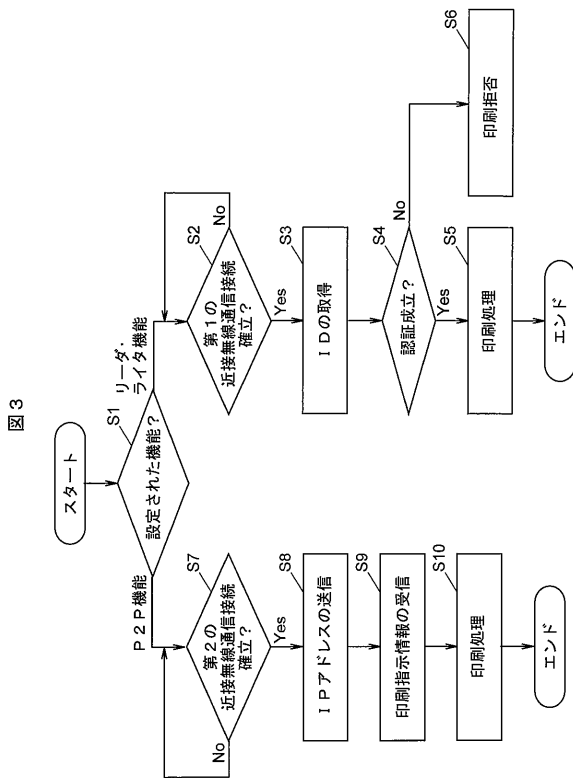 図3
スタート
S1
設定された機能？
リーダ・
ライタ機能
P2P機能
S2
第1の
近接無線通信接続
確立？
No
Yes
S3
IDの取得
S4
認証成立？
No
Yes
S5
印刷処理
エンド
S6
印刷拒否
S7
第2の
近接無線通信接続
確立？
No
Yes
S8
IPアドレスの送信
S9
印刷指示情報の受信
S10
印刷処理
エンド